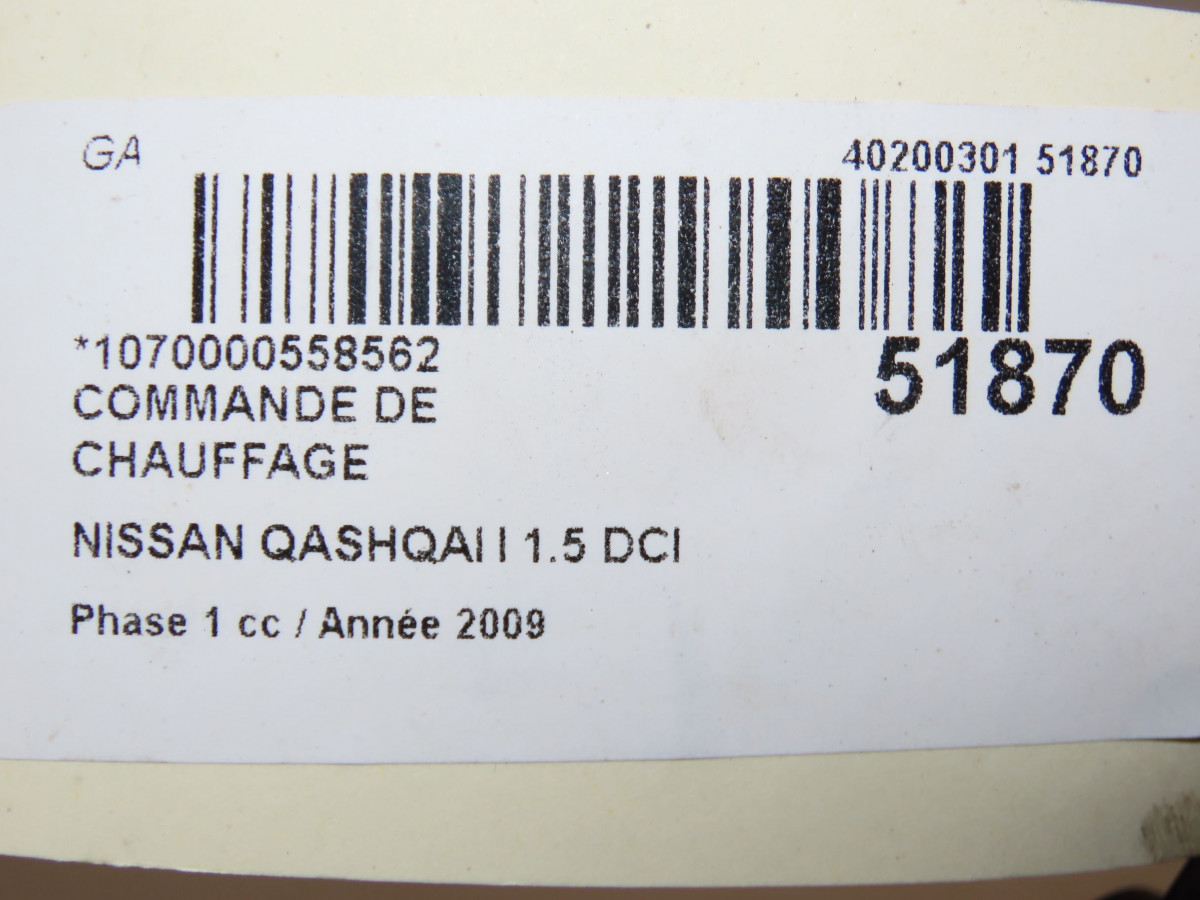 GA
40200301 51870
*1070000558562
51870
COMMANDE DE
CHAUFFAGE
NISSAN QASHQAI I 1.5 DCI
Phase 1 cc / Année 2009